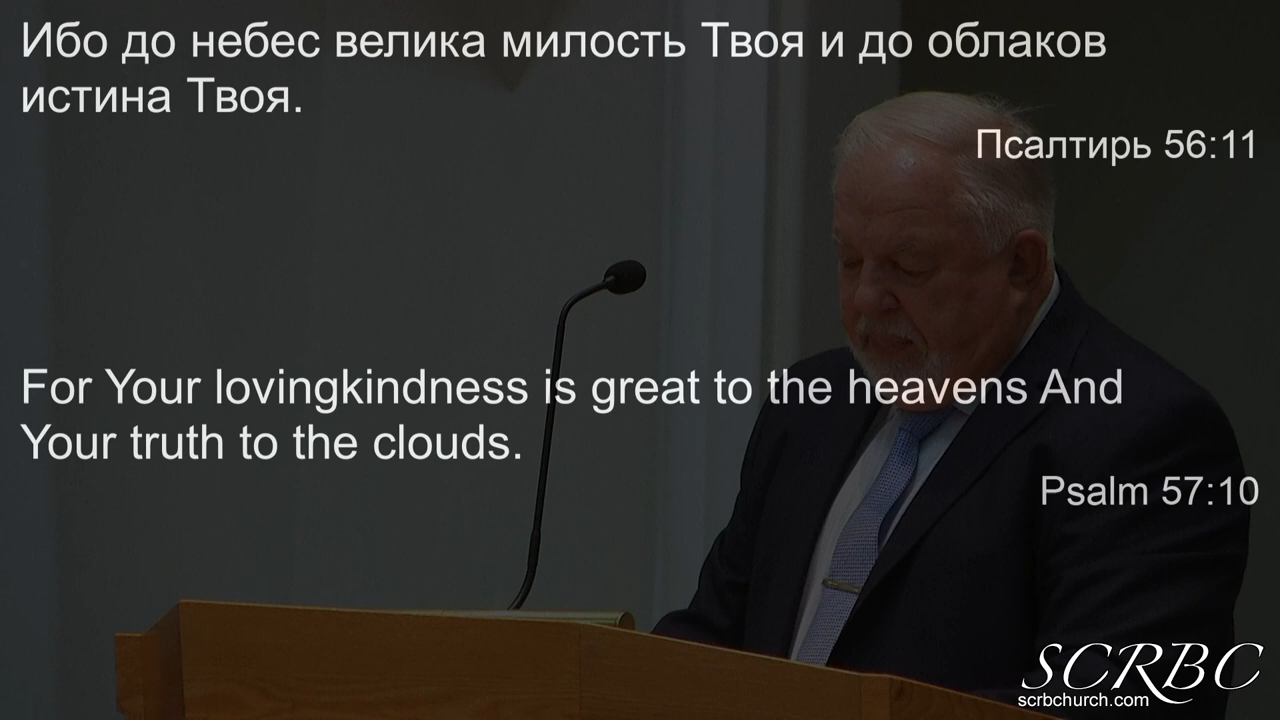 Ибо до небес велика милость Твоя и до облаков
истина Твоя.
Псалтирь 56:11
For Your lovingkindness is great to the heavens And
Your truth to the clouds.
Psalm 57:10
SCRBC
scrbchurch.com